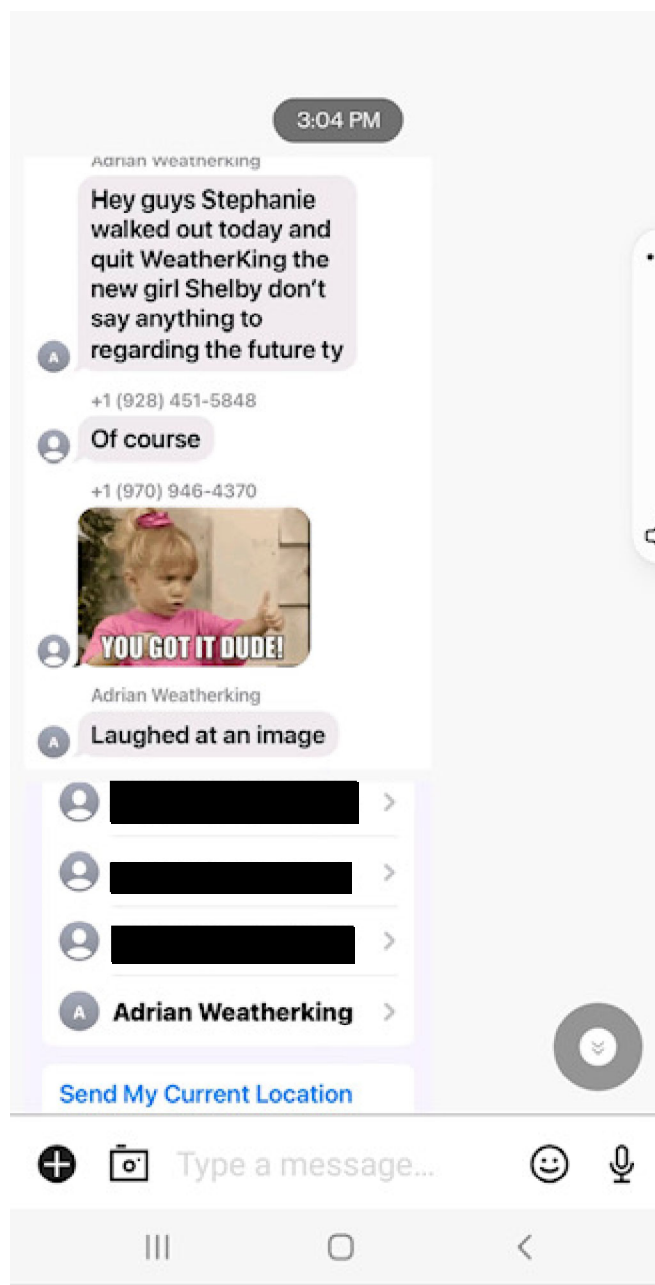 3:04 PM
Adrian Weatherking
Hey guys Stephanie
walked out today and
quit WeatherKing the
new girl Shelby don't
say anything to
regarding the future ty
A
+1 (928) 451-5848
Of course
+1 (970) 946-4370
YOU GOT IT DUDE!
Adrian Weatherking
A
Laughed at an image
A
Adrian Weatherking
Send My Current Location
Type a message...